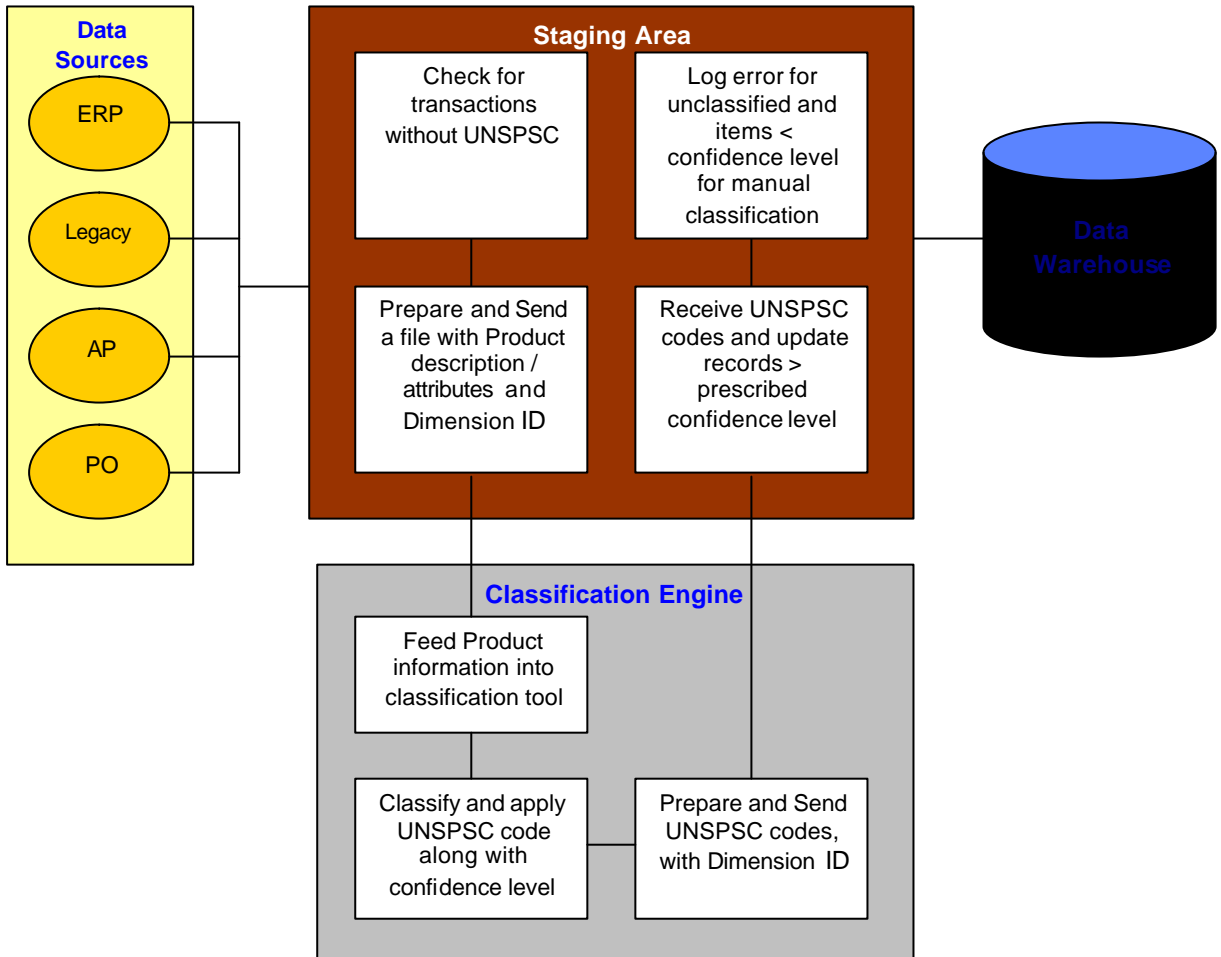 Data
Sources
ERP
Legacy
AP
PO
Staging Area
Check for
transactions
without UNSPSC
Log error for
unclassified and
items <
confidence level
for manual
classification
Prepare and Send
a file with Product
description /
attributes and
Dimension ID
Receive UNSPSC
codes and update
records >
prescribed
confidence level
Data
Warehouse
Classification Engine
Feed Product
information into
classification tool
Classify and apply
UNSPSC code
along with
confidence level
Prepare and Send
UNSPSC codes,
with Dimension ID